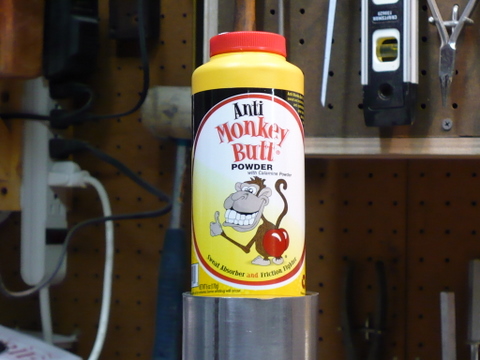 Anti
Monkey
Butt®
POWDER
with Calamine Powder
Sweat Absorber and Friction Fighter